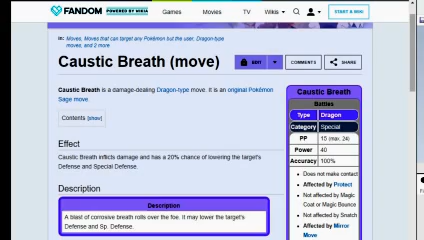 FANDOM POWERED BY WIKIA Games Movies TV Wikis START A WIKI
in: Moves, Moves that can target any Pokémon but the user, Dragon-type
moves, and 2 more
Caustic Breath (move)
EDIT COMMENTS SHARE
Caustic Breath is a damage-dealing Dragon-type move. It is an original Pokémon
Sage move.
Contents [show]
Effect
Caustic Breath inflicts damage and has a 20% chance of lowering the target's
Defense and Special Defense.
Description
Description
A blast of corrosive breath rolls over the foe. It may lower the target's
Defense and Sp. Defense.
Caustic Breath
Battles
Type Dragon
Category Special
PP 15 (max. 24)
Power 40
Accuracy 100%
Does not make contact
Affected by Protect
Not affected by Magic
Coat or Magic Bounce
Not affected by Snatch
Affected by Mirror
Move